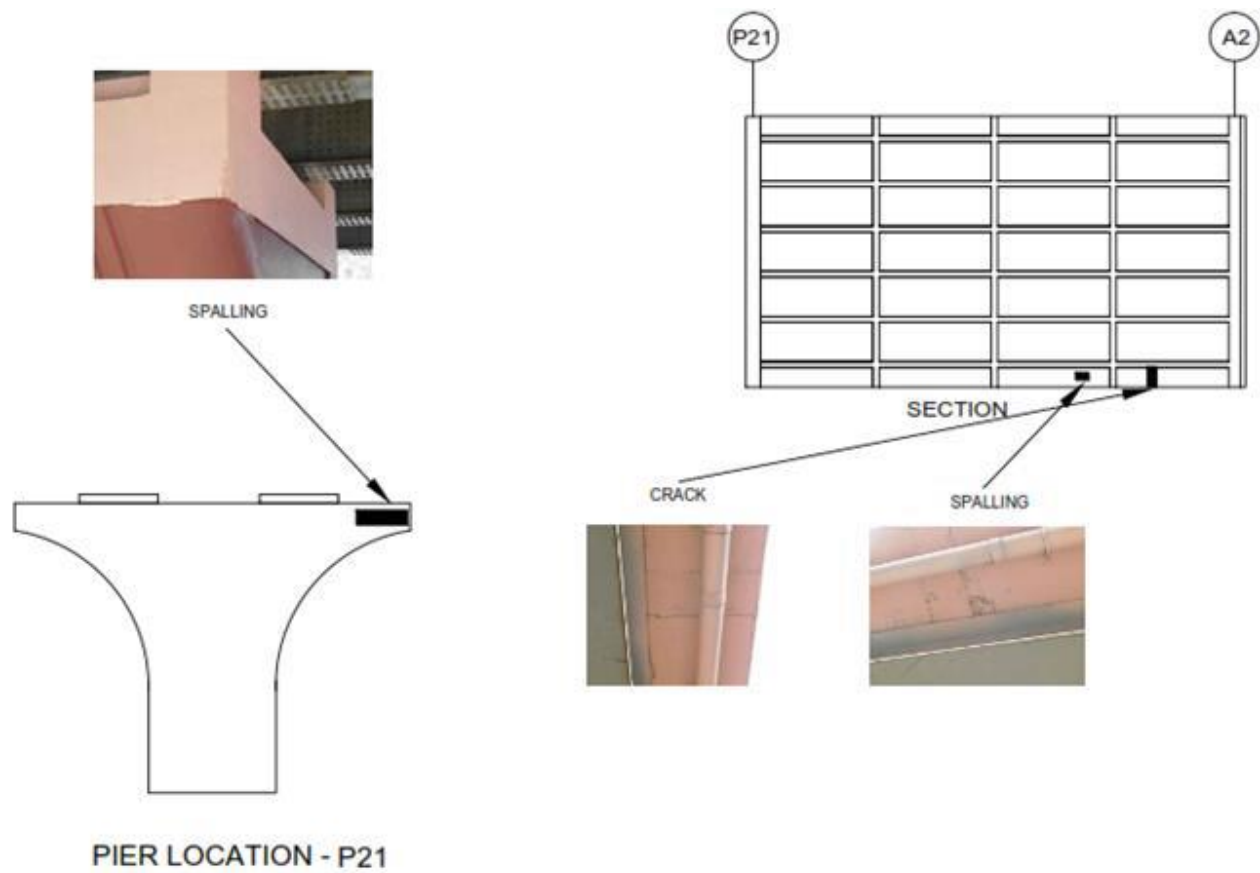 P21
A2
SPALLING
SECTION
CRACK
SPALLING
PIER LOCATION - P21